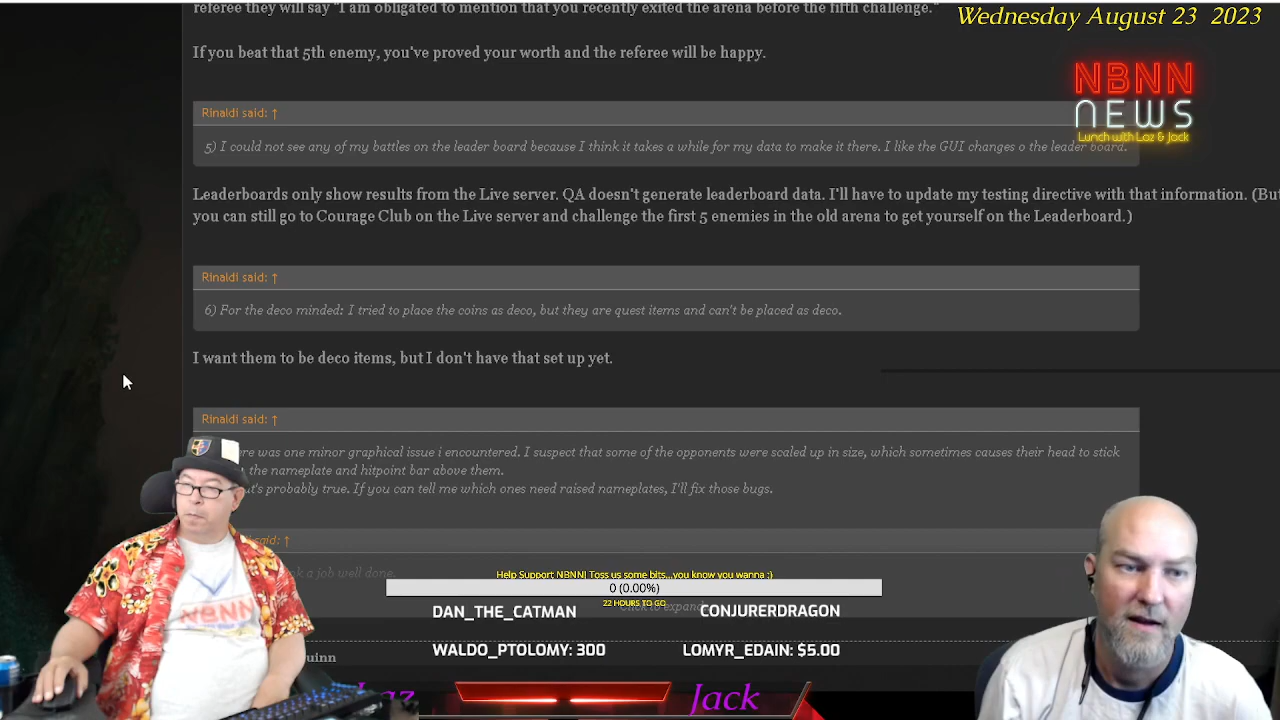 referee they will say "I am obligated to mention that you recently exited the arena before the fifth challenge."
Wednesday August 23 2023
If you beat that 5th enemy, you've proved your worth and the referee will be happy.
NBNN
NEWS
Lunch with Laz & Jack
Rinaldi said: ↑
5) I could not see any of my battles on the leader board because I think it takes a while for my data to make it there. I like the GUI changes o the leader board.
Leaderboards only show results from the Live server. QA doesn't generate leaderboard data. I'll have to update my testing directive with that information. (But
you can still go to Courage Club on the Live server and challenge the first 5 enemies in the old arena to get yourself on the Leaderboard.)
Rinaldi said: ↑
6) For the deco minded: I tried to place the coins as deco, but they are quest items and can't be placed as deco.
I want them to be deco items, but I don't have that set up yet.
Rinaldi said: ↑
was one minor graphical issue i encountered. I suspect that some of the opponents were scaled up in size, which sometimes causes their head to stick
the nameplate and hitpoint bar above them.
probably true. If you can tell me which ones need raised nameplates, I'll fix those bugs.
said: ↑
a job well done.
Help Support NBNN! Toss us some bits...you know you wanna :)
0 (0.00%)
22 HOURS TO GO
Click to expand
DAN_THE_CATMAN
CONJURERDRAGON
WALDO_PTOLOMY: 300
LOMYR_EDAIN: $5.00
NBNN
Laz
Jack